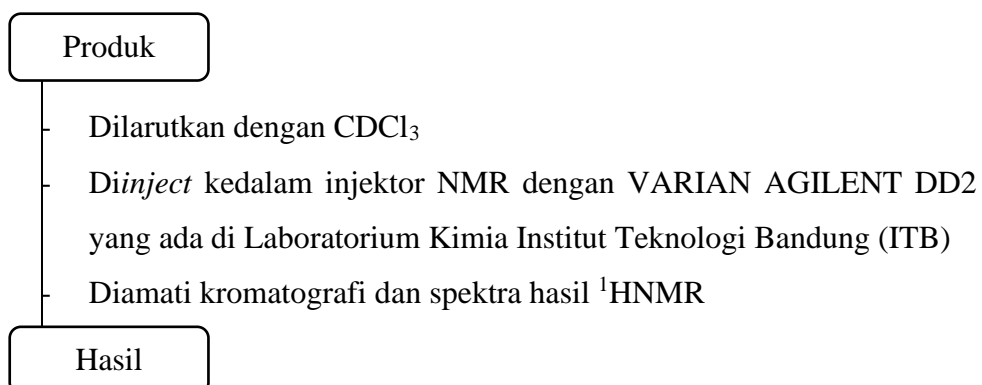 Produk
- Dilarutkan dengan CDCl₃
- Diinject kedalam injektor NMR dengan VARIAN AGILENT DD2
yang ada di Laboratorium Kimia Institut Teknologi Bandung (ITB)
- Diamati kromatografi dan spektra hasil ¹HNMR
Hasil